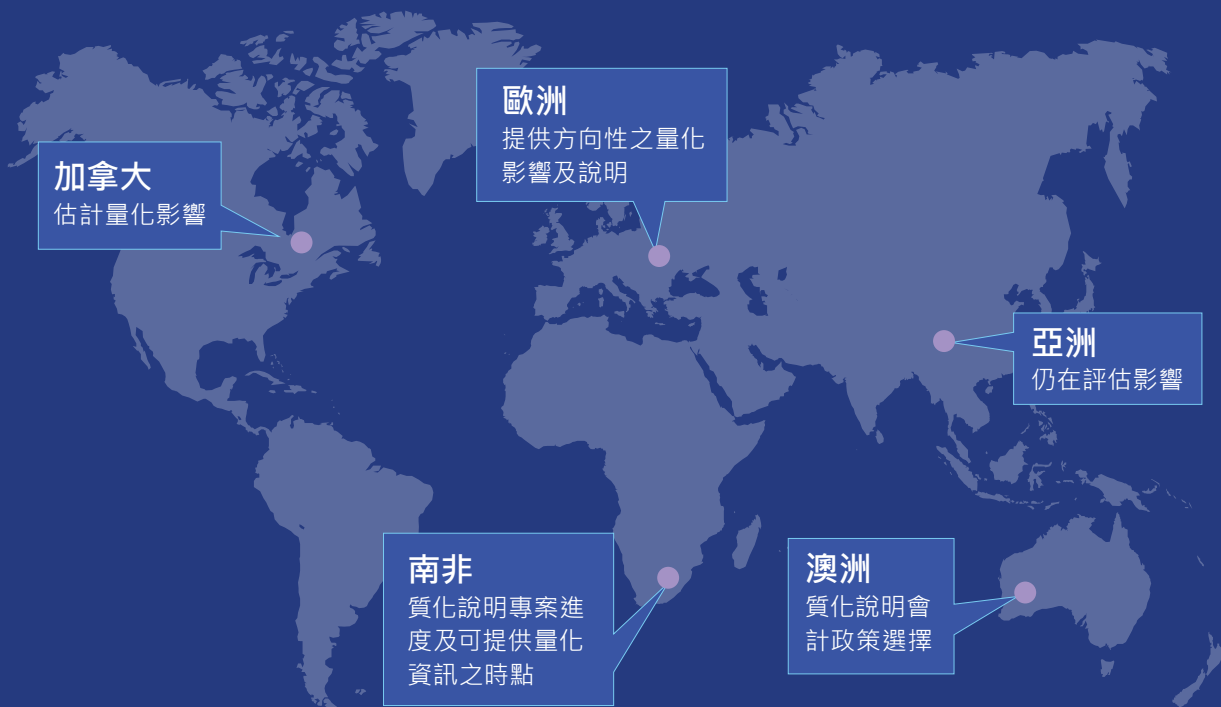 歐洲
提供方向性之量化
影響及說明
加拿大
估計量化影響
亞洲
仍在評估影響
南非
質化說明專案進
度及可提供量化
資訊之時點
澳洲
質化說明會
計政策選擇